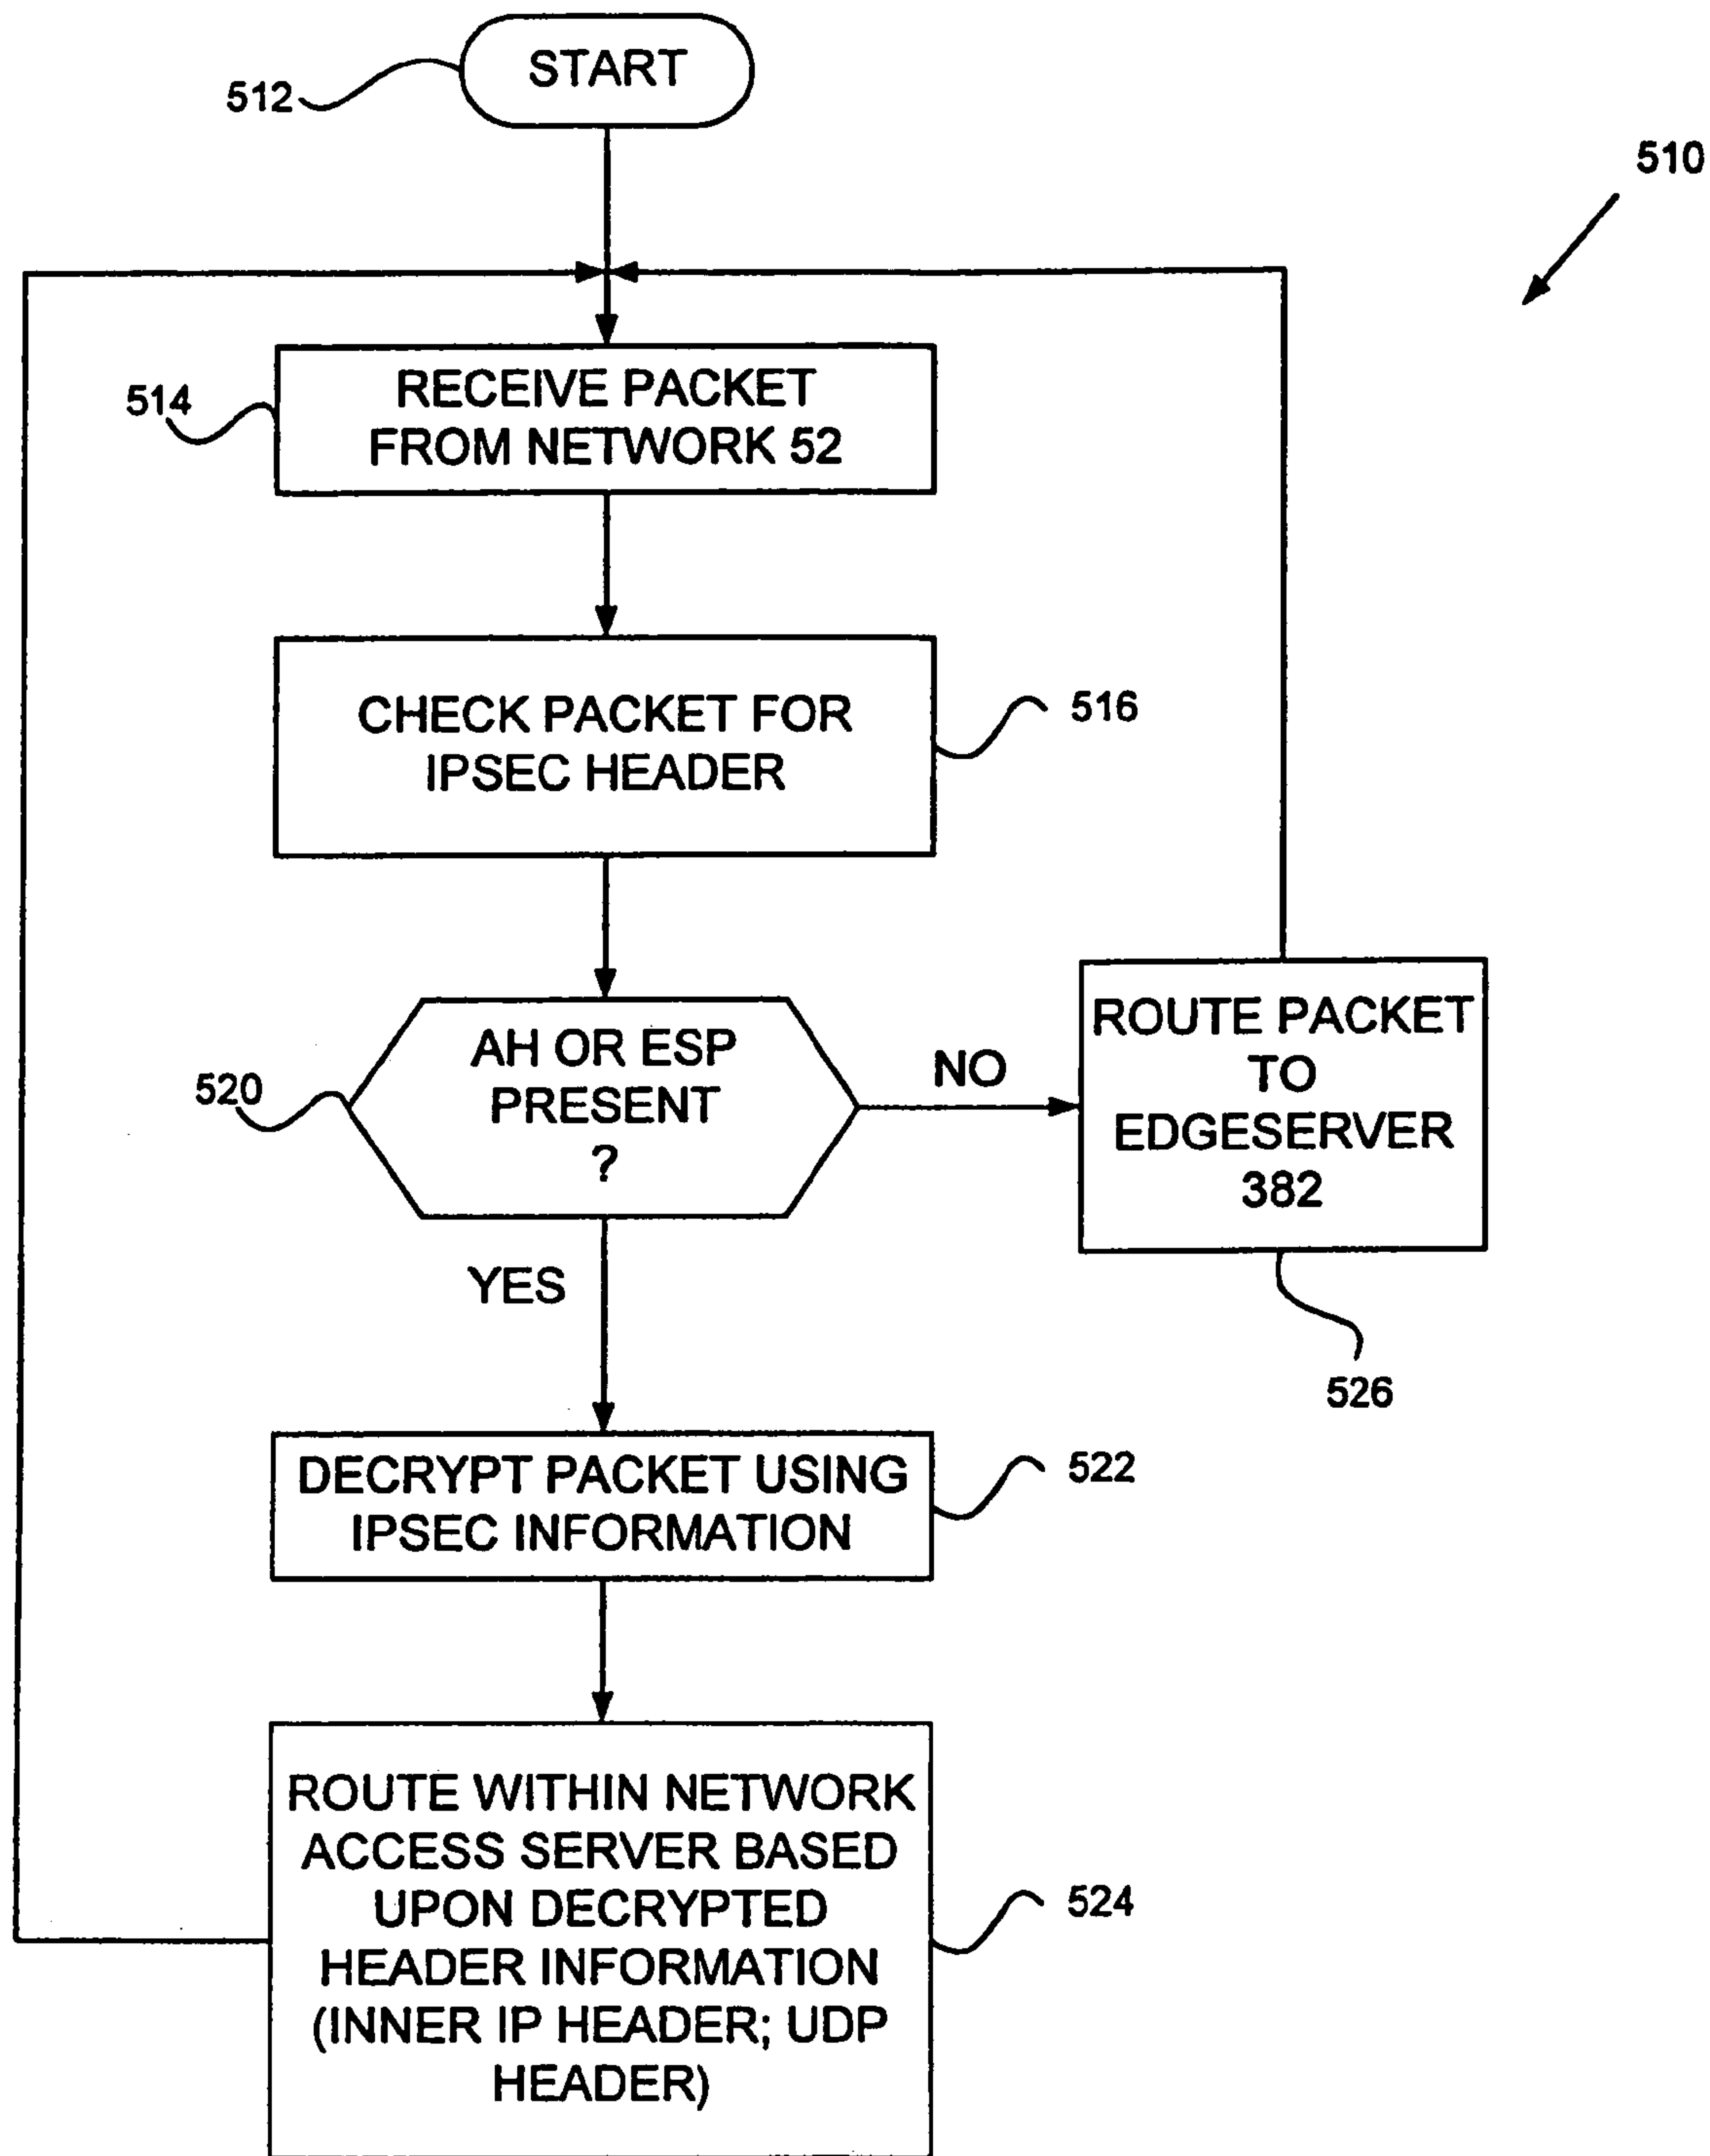 START
512
510
RECEIVE PACKET
FROM NETWORK 52
514
CHECK PACKET FOR
IPSEC HEADER
516
AH OR ESP
PRESENT
?
520
NO
ROUTE PACKET
TO
EDGESERVER
382
526
YES
DECRYPT PACKET USING
IPSEC INFORMATION
522
ROUTE WITHIN NETWORK
ACCESS SERVER BASED
UPON DECRYPTED
HEADER INFORMATION
(INNER IP HEADER; UDP
HEADER)
524